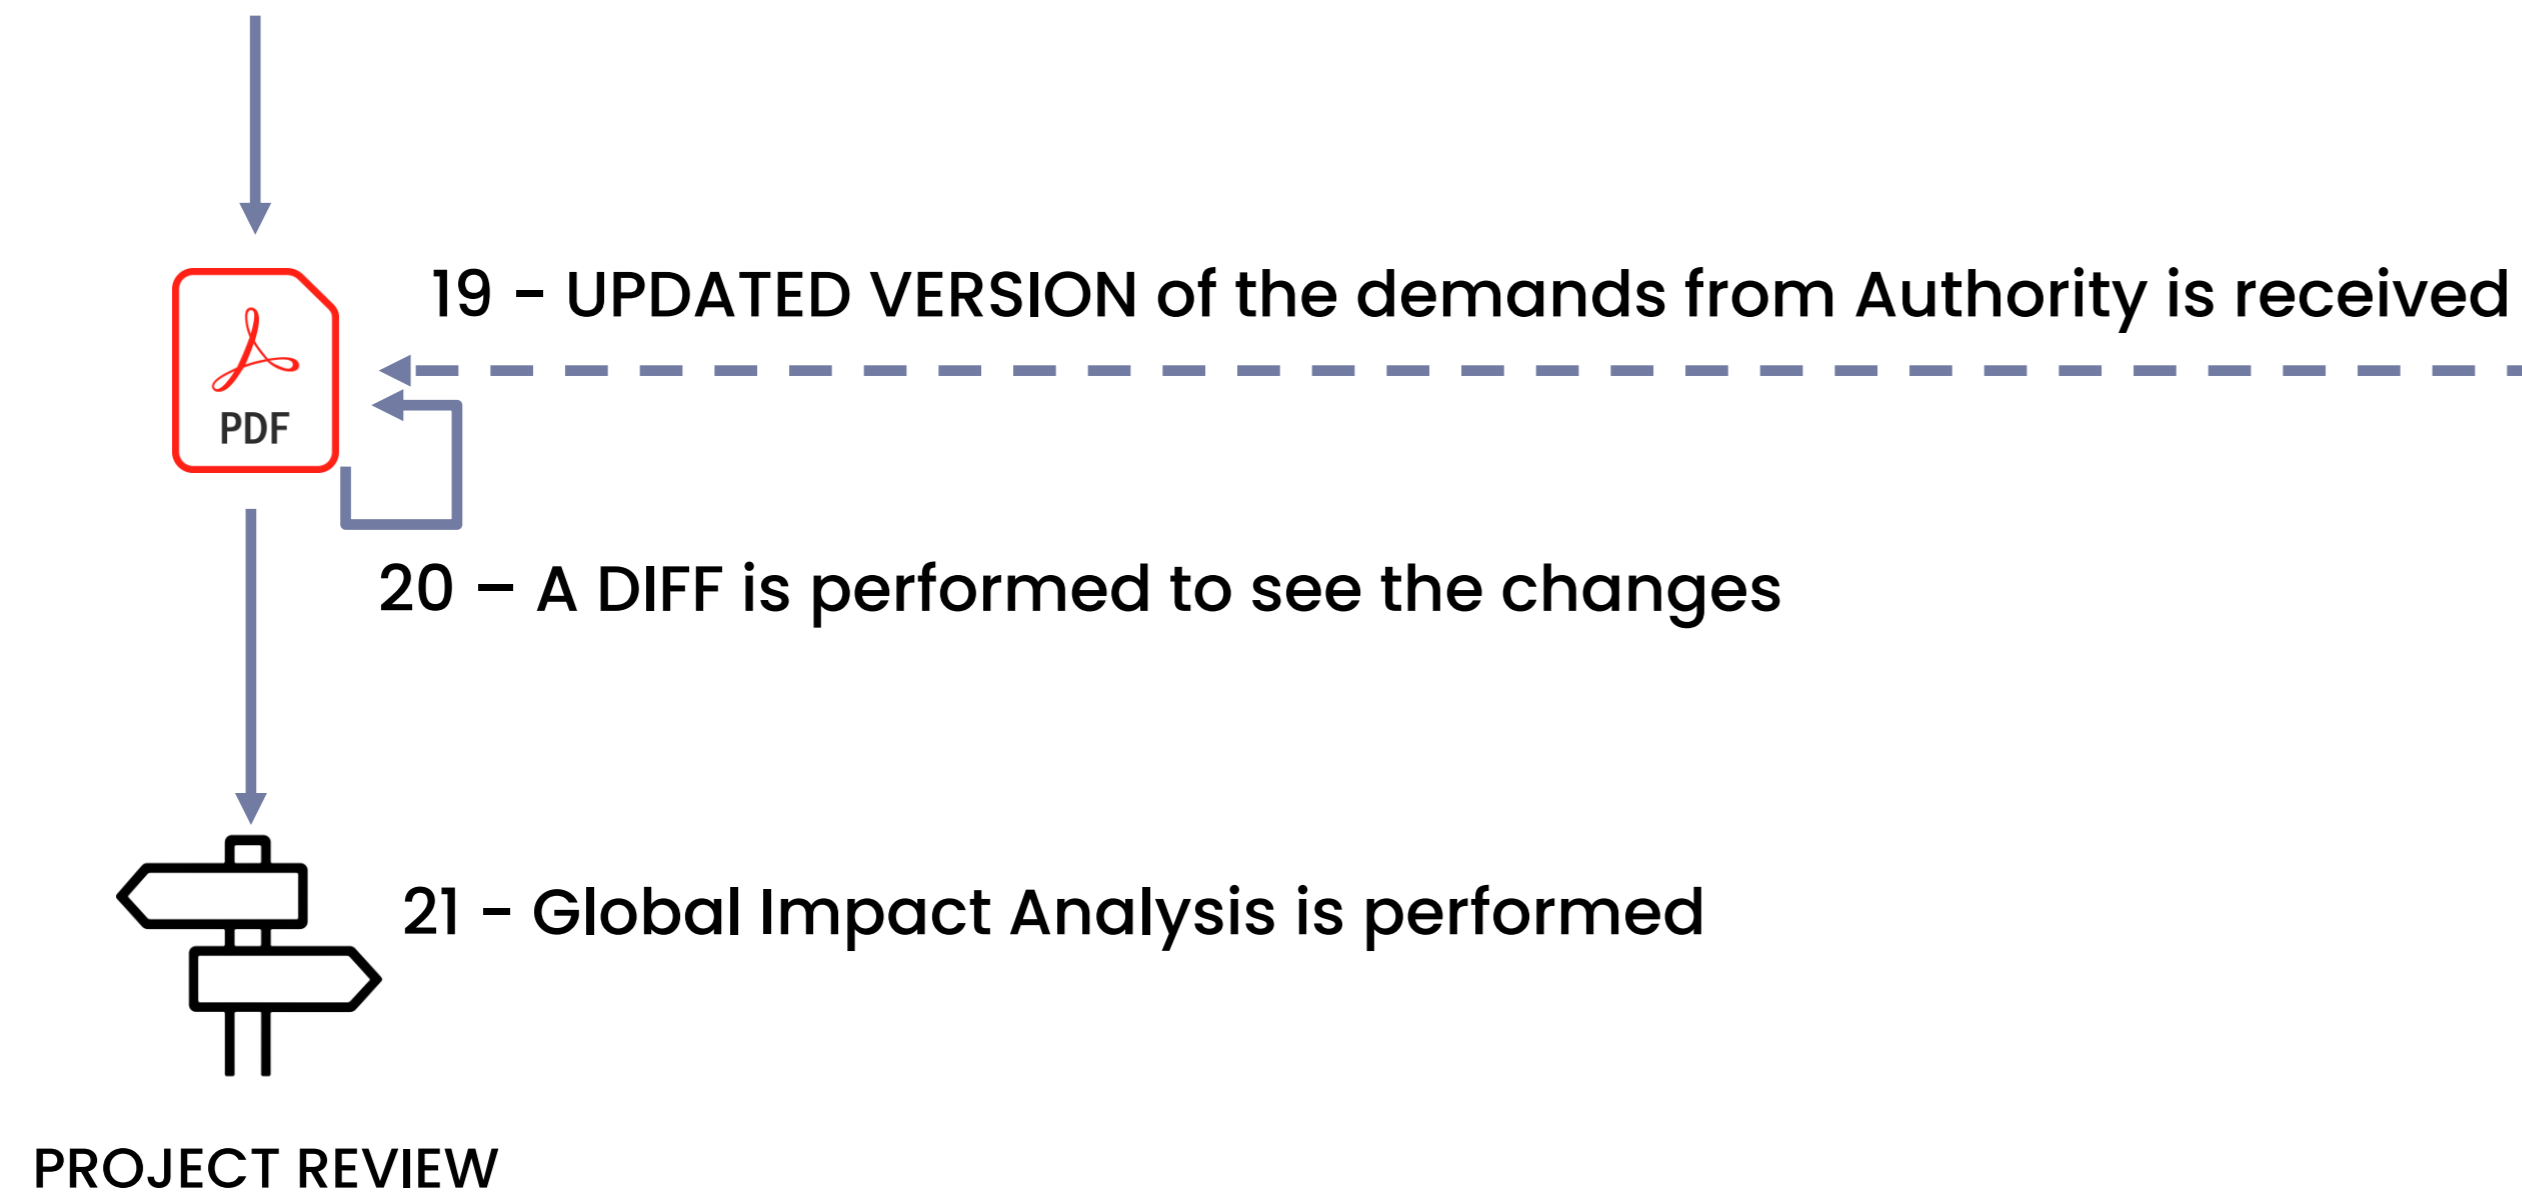 19 - UPDATED VERSION of the demands from Authority is received
PDF
20 – A DIFF is performed to see the changes
21 - Global Impact Analysis is performed
PROJECT REVIEW